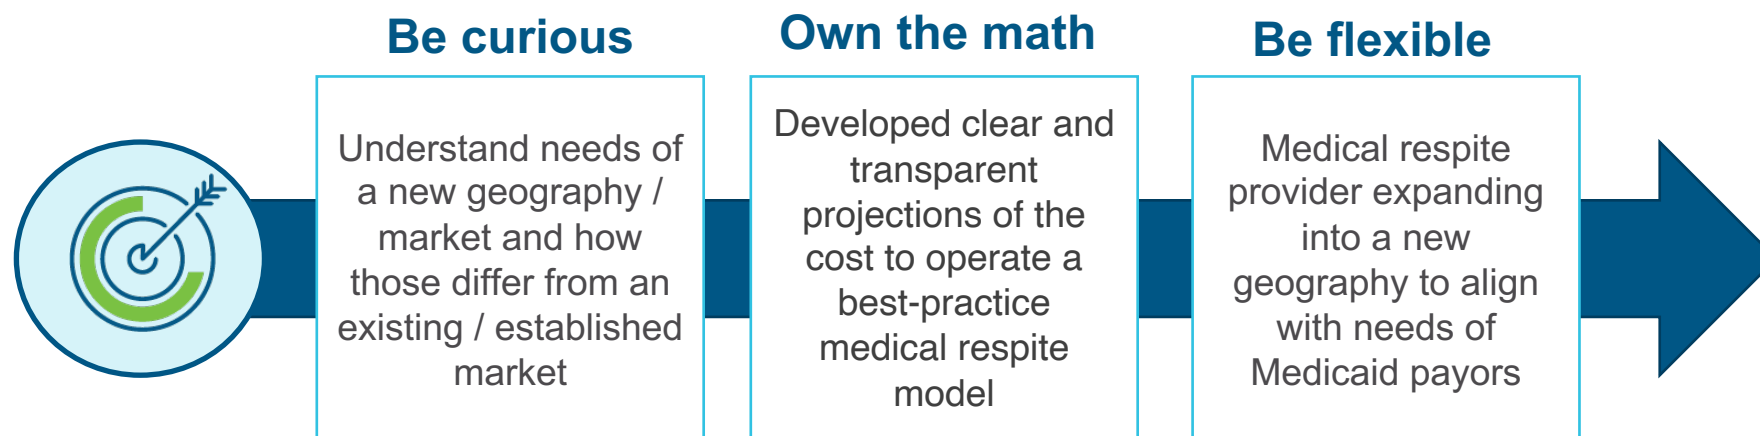 Be curious
Understand needs of
a new geography /
market and how
those differ from an
existing / established
market
Own the math
Developed clear and
transparent
projections of the
cost to operate a
best-practice
medical respite
model
Be flexible
Medical respite
provider expanding
into a new
geography to align
with needs of
Medicaid payors